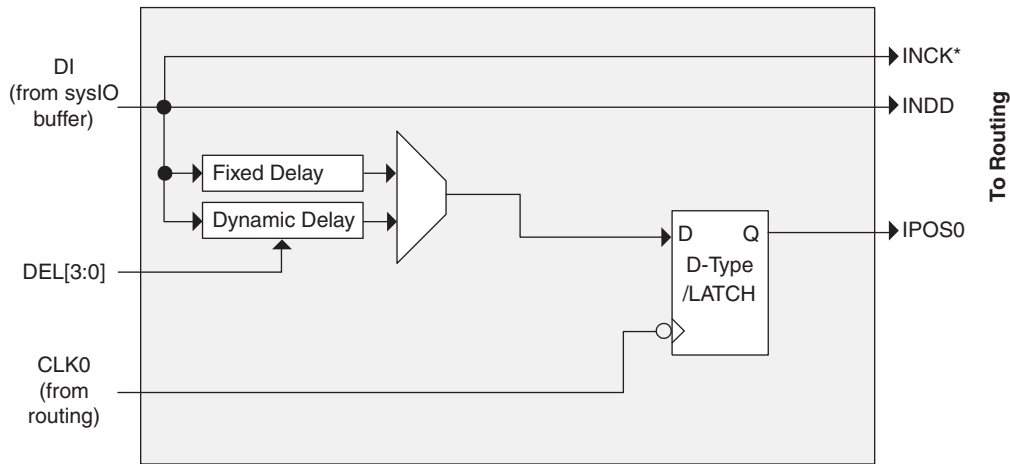 DI
(from sysIO
buffer)
INCK*
INDD
To Routing
Fixed Delay
Dynamic Delay
DEL[3:0]
D Q
D-Type
/LATCH
IPOS0
CLK0
(from
routing)